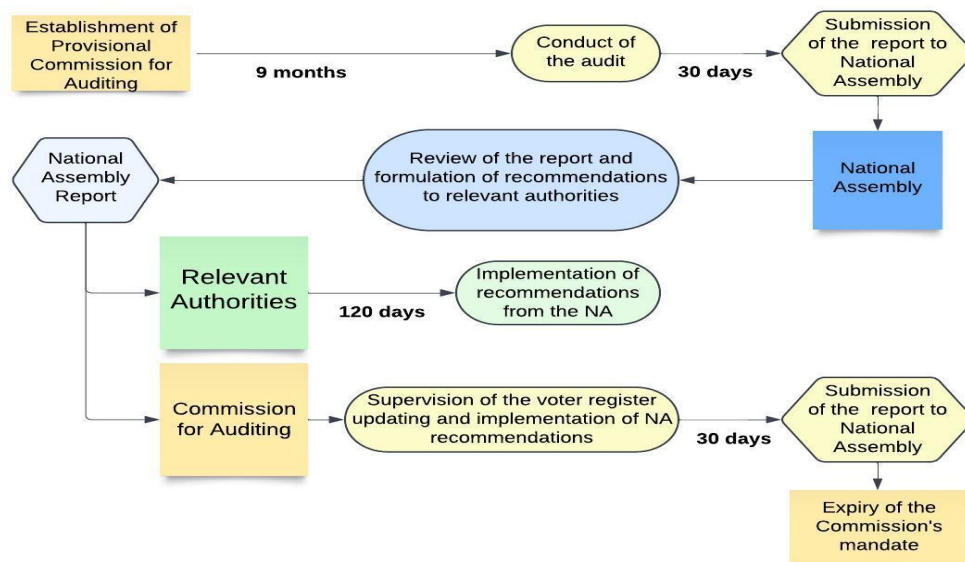 Establishment of
Provisional
Commission for
Auditing
9 months
Conduct of
the audit
30 days
Submission
of the report to
National
Assembly
National
Assembly
Report
Review of the report and
formulation of recommendations
to relevant authorities
National
Assembly
Relevant
Authorities
120 days
Implementation of
recommendations
from the NA
Commission
for Auditing
Supervision of the voter register
updating and implementation of NA
recommendations
30 days
Submission
of the report to
National
Assembly
Expiry of the
Commission's
mandate